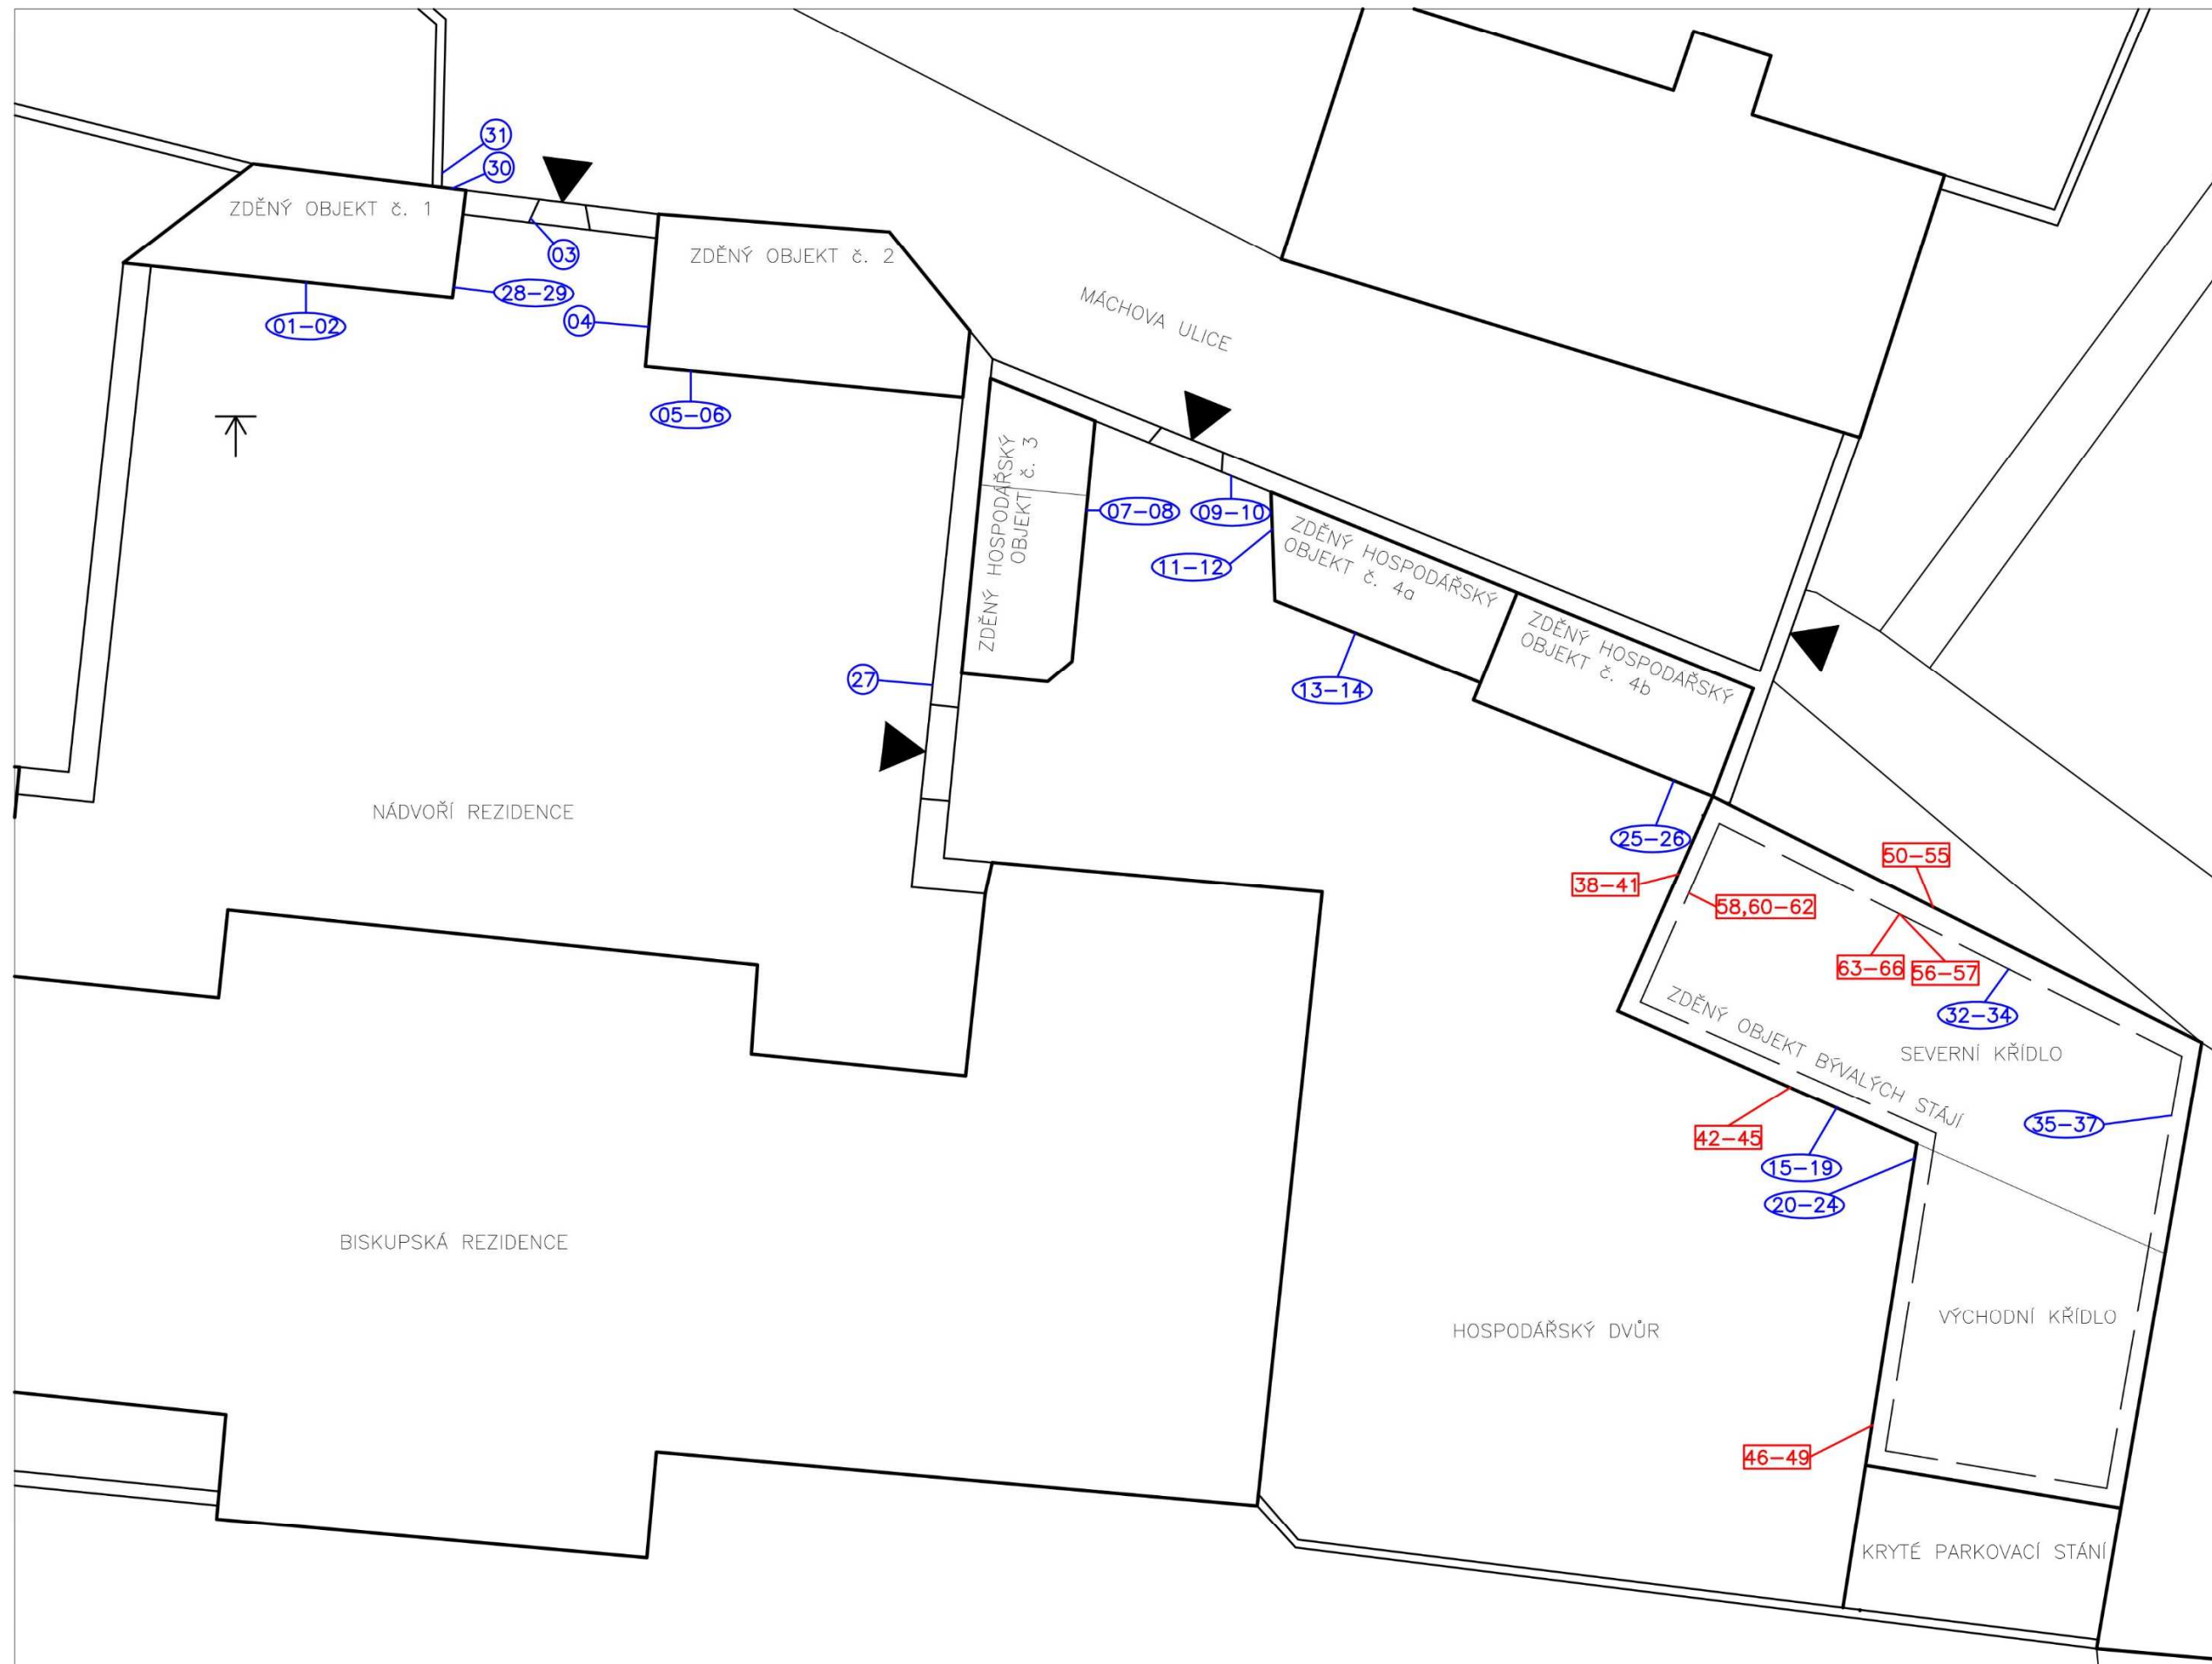 31
30
ZDĚNÝ OBJEKT č. 1
03
ZDĚNÝ OBJEKT č. 2
28-29
01-02
04
05-06
MÁCHOVA ULICE
ZDĚNÝ HOSPODÁŘSKÝ
OBJEKT č. 3
07-08
09-10
11-12
ZDĚNÝ HOSPODÁŘSKÝ
OBJEKT č. 4a
ZDĚNÝ HOSPODÁŘSKÝ
OBJEKT č. 4b
13-14
27
NÁDVOŘÍ REZIDENCE
25-26
50-55
38-41
58,60-62
63-66
56-57
32-34
ZDĚNÝ OBJEKT BÝVALÝCH STÁJÍ
SEVERNÍ KŘÍDLO
35-37
42-45
15-19
20-24
BISKUPSKÁ REZIDENCE
HOSPODÁŘSKÝ DVŮR
VÝCHODNÍ KŘÍDLO
46-49
KRYTÉ PARKOVACÍ STÁNÍ